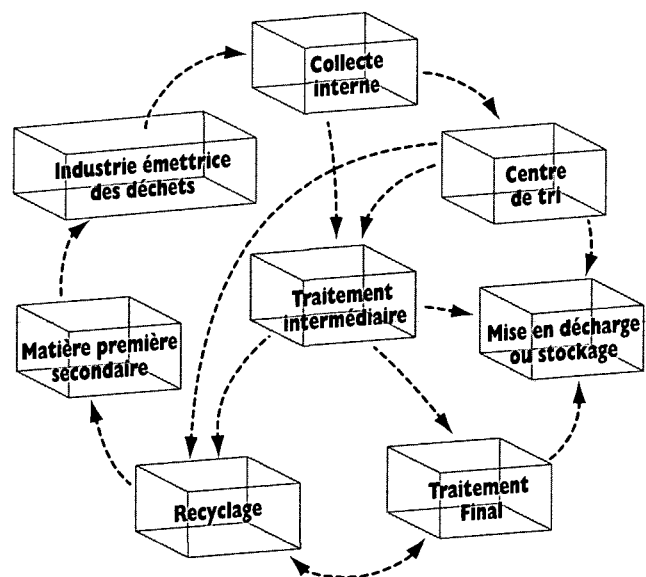 Collecte
interne
Industrie émettrice
des déchets
Centre
de tri
Traitement
intermédiaire
Mise en décharge
ou stockage
Matière première
secondaire
Traitement
Final
Recyclage